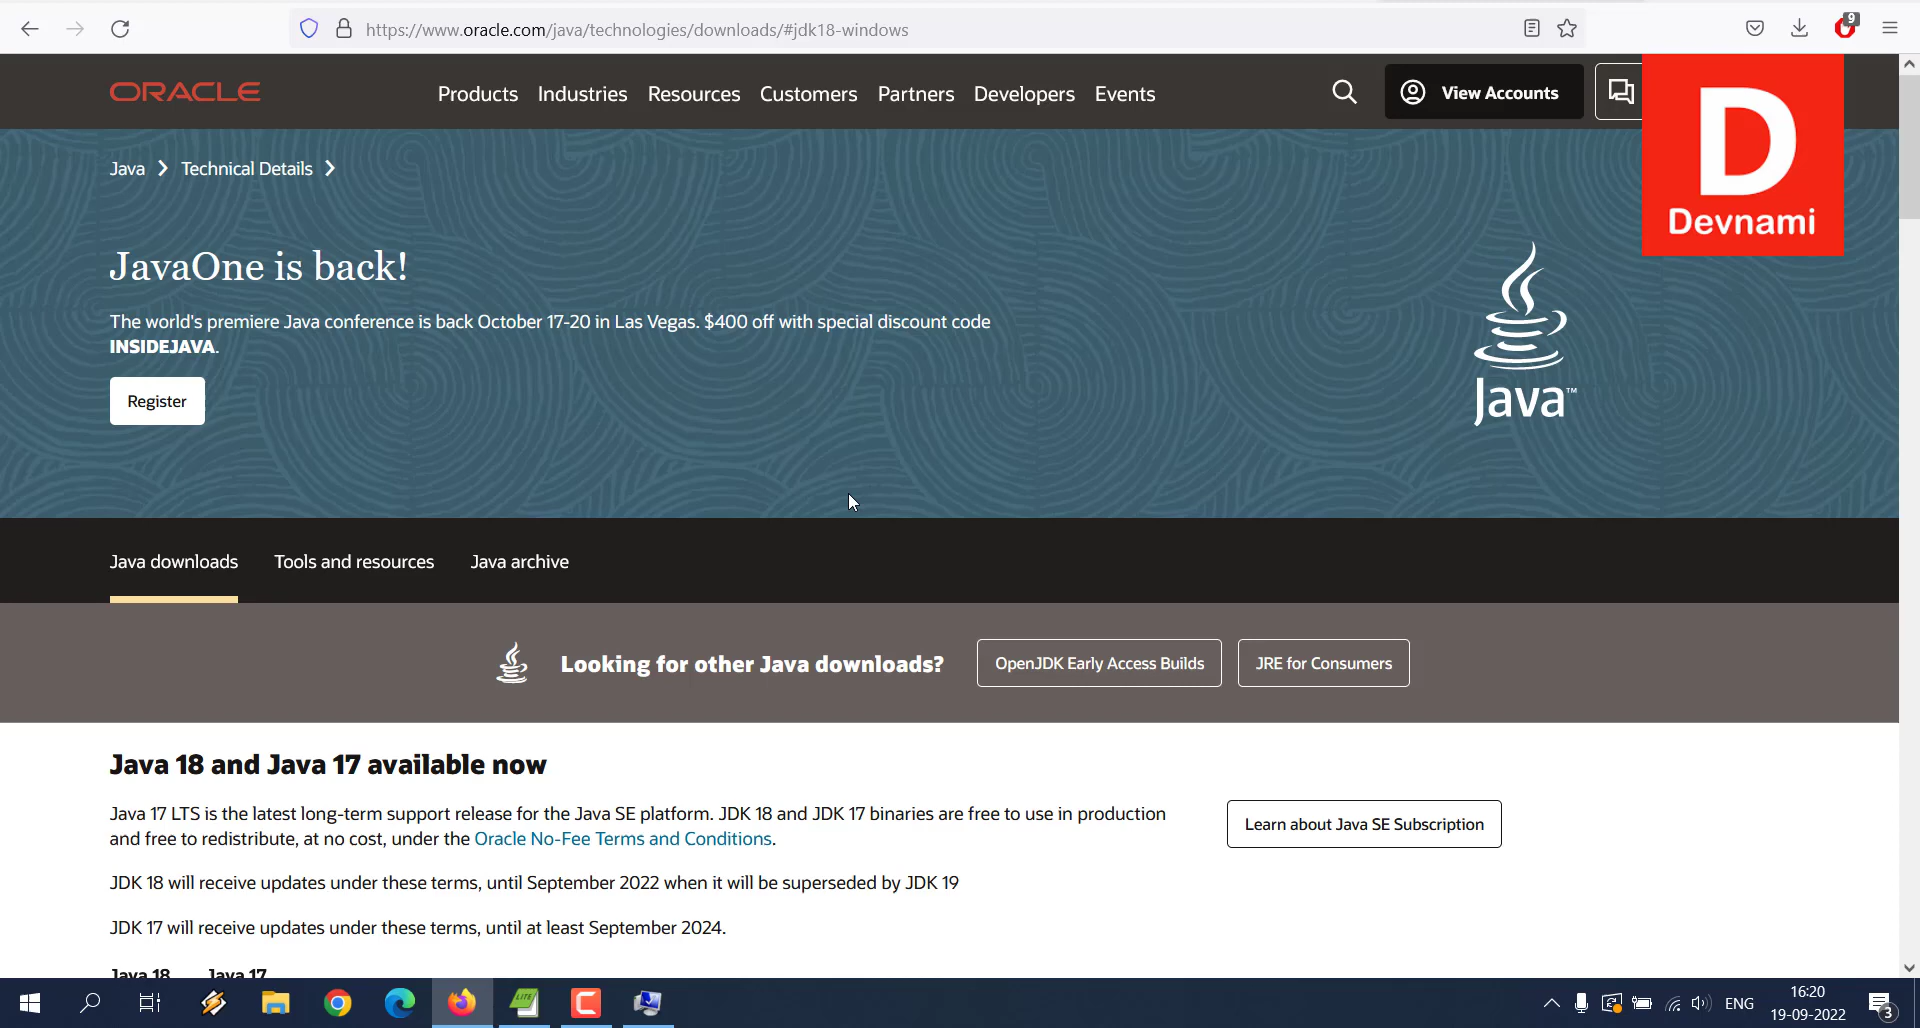 https://www.oracle.com/java/technologies/downloads/#jdk18-windows
9
ORACLE
Products Industries Resources Customers Partners Developers Events
View Accounts
D
Devnami
Java Technical Details
JavaOne is back!
The world's premiere Java conference is back October 17-20 in Las Vegas. $400 off with special discount code
INSIDEJAVA.
Register
Java™
Java downloads Tools and resources Java archive
Looking for other Java downloads? OpenJDK Early Access Builds JRE for Consumers
Java 18 and Java 17 available now
Java 17 LTS is the latest long-term support release for the Java SE platform. JDK 18 and JDK 17 binaries are free to use in production
and free to redistribute, at no cost, under the Oracle No-Fee Terms and Conditions.
Learn about Java SE Subscription
JDK 18 will receive updates under these terms, until September 2022 when it will be superseded by JDK 19
JDK 17 will receive updates under these terms, until at least September 2024.
Java 18 Java 17
LITE
ENG
16:20
19-09-2022
3